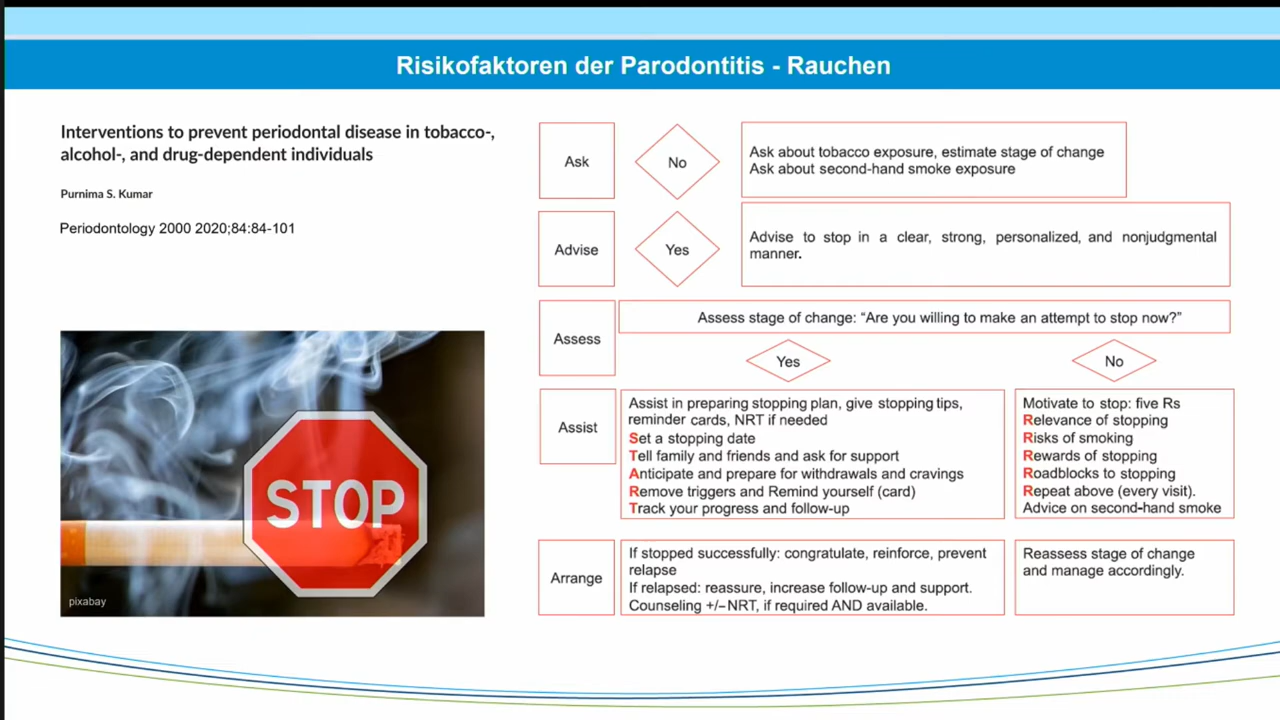 Risikofaktoren der Parodontitis - Rauchen
Interventions to prevent periodontal disease in tobacco-,
alcohol-, and drug-dependent individuals
Purnima S. Kumar
Periodontology 2000 2020;84:84-101
STOP
pixabay
Ask
No
Ask about tobacco exposure, estimate stage of change
Ask about second-hand smoke exposure
Advise
Yes
Advise to stop in a clear, strong, personalized, and nonjudgmental
manner.
Assess
Assess stage of change: “Are you willing to make an attempt to stop now?”
Yes
No
Assist
Assist in preparing stopping plan, give stopping tips,
reminder cards, NRT if needed
Set a stopping date
Tell family and friends and ask for support
Anticipate and prepare for withdrawals and cravings
Remove triggers and Remind yourself (card)
Track your progress and follow-up
Motivate to stop: five Rs
Relevance of stopping
Risks of smoking
Rewards of stopping
Roadblocks to stopping
Repeat above (every visit).
Advice on second-hand smoke
Arrange
If stopped successfully: congratulate, reinforce, prevent
relapse
If relapsed: reassure, increase follow-up and support.
Counseling +/–NRT, if required AND available.
Reassess stage of change
and manage accordingly.